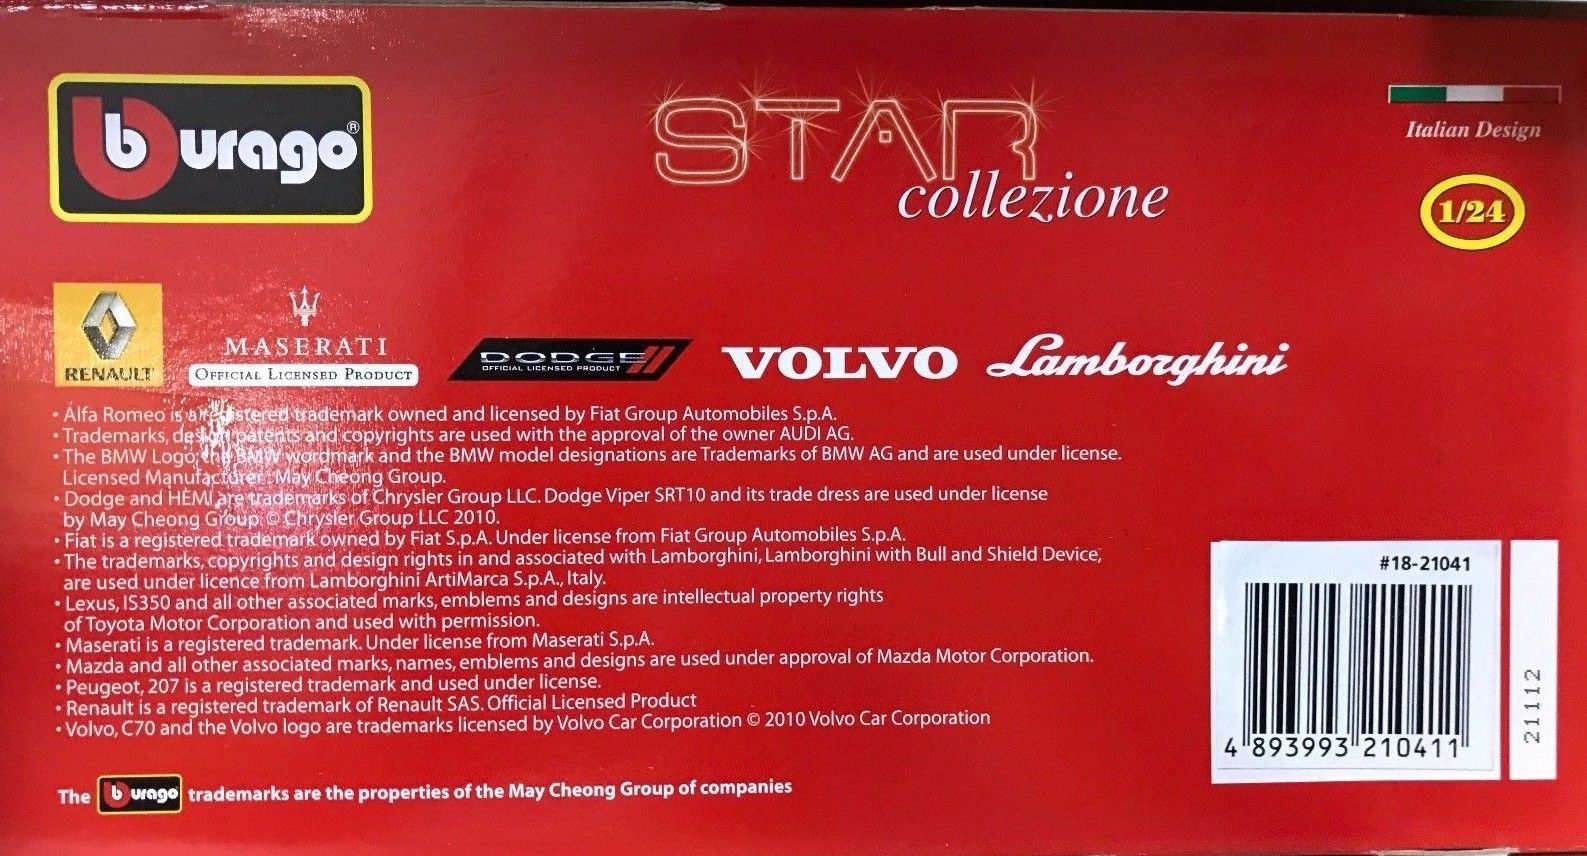 burago®
STAR
collezione
Italian Design
1/24
RENAULT
MASERATI
OFFICIAL LICENSED PRODUCT
DODGE
OFFICIAL LICENSED PRODUCT
VOLVO
Lamborghini
• Alfa Romeo is a registered trademark owned and licensed by Fiat Group Automobiles S.p.A.
• Trademarks, design patents and copyrights are used with the approval of the owner AUDI AG.
• The BMW Logo, the BMW wordmark and the BMW model designations are Trademarks of BMW AG and are used under license.
Licensed Manufacturer: May Cheong Group.
• Dodge and HEMI are trademarks of Chrysler Group LLC. Dodge Viper SRT10 and its trade dress are used under license
by May Cheong Group. © Chrysler Group LLC 2010.
• Fiat is a registered trademark owned by Fiat S.p.A. Under license from Fiat Group Automobiles S.p.A.
• The trademarks, copyrights and design rights in and associated with Lamborghini, Lamborghini with Bull and Shield Device,
are used under licence from Lamborghini ArtiMarca S.p.A., Italy.
• Lexus, IS350 and all other associated marks, emblems and designs are intellectual property rights
of Toyota Motor Corporation and used with permission.
• Maserati is a registered trademark. Under license from Maserati S.p.A.
• Mazda and all other associated marks, names, emblems and designs are used under approval of Mazda Motor Corporation.
• Peugeot, 207 is a registered trademark and used under license.
• Renault is a registered trademark of Renault SAS. Official Licensed Product
• Volvo, C70 and the Volvo logo are trademarks licensed by Volvo Car Corporation © 2010 Volvo Car Corporation
The burago trademarks are the properties of the May Cheong Group of companies
#18-21041
4 893993 210411
21112